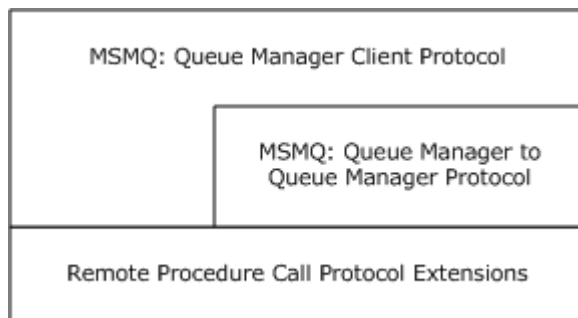 MSMQ: Queue Manager Client Protocol
MSMQ: Queue Manager to
Queue Manager Protocol
Remote Procedure Call Protocol Extensions